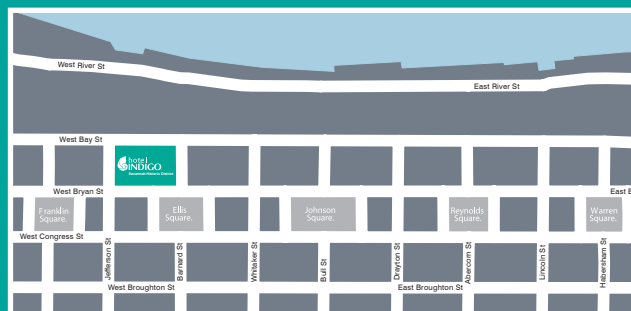 West River St
East River St
West Bay St
hotel
INDIGO
Savannah Historic District
West Bryan St
East B
Franklin
Square.
Ellis
Square.
Johnson
Square.
Reynolds
Square.
Warren
Square.
West Congress St
Jefferson St
Barnard St
Whitaker St
Bull St
Drayton St
Abercorn St
Lincoln St
Habersham St
West Broughton St
East Broughton St